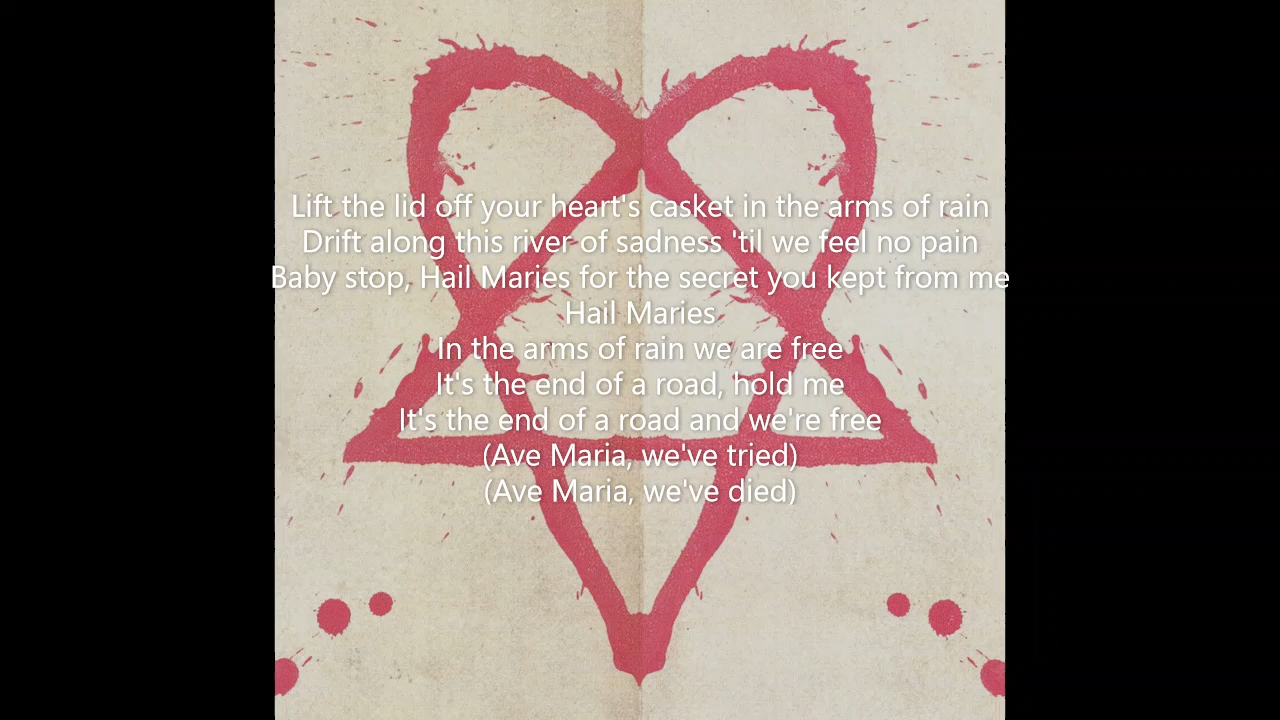 Lift the lid off your heart's casket in the arms of rain
Drift along this river of sadness 'til we feel no pain
Baby stop, Hail Maries for the secret you kept from me
Hail Maries
In the arms of rain we are free
It's the end of a road, hold me
It's the end of a road and we're free
(Ave Maria, we've tried)
(Ave Maria, we've died)